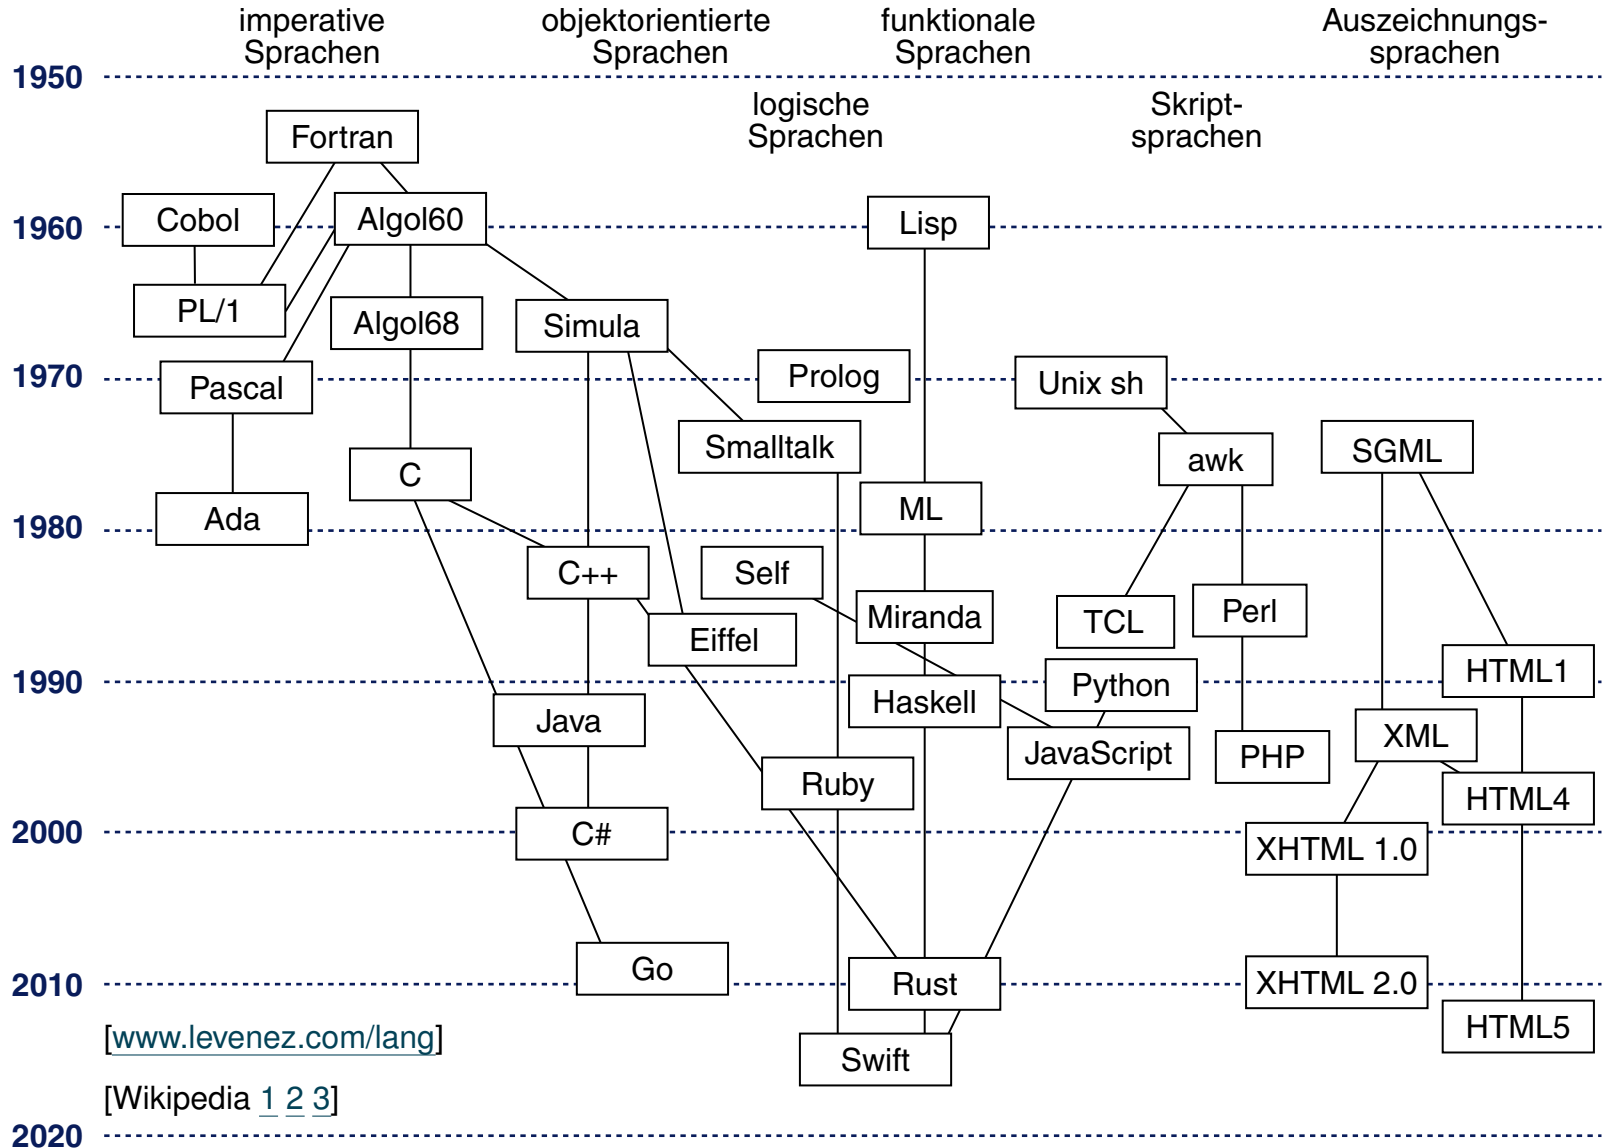 imperative
Sprachen
objektorientierte
Sprachen
funktionale
Sprachen
Auszeichnungs-
sprachen
1950
logische
Sprachen
Skript-
sprachen
Fortran
Cobol
Algol60
Lisp
1960
PL/1
Algol68
Simula
Prolog
Unix sh
1970
Pascal
Smalltalk
awk
SGML
C
ML
Ada
1980
C++
Self
Miranda
TCL
Perl
Eiffel
HTML1
1990
Python
Haskell
Java
JavaScript
PHP
XML
Ruby
HTML4
2000
C#
XHTML 1.0
Go
Rust
XHTML 2.0
2010
HTML5
[www.levenez.com/lang]
Swift
[Wikipedia 1 2 3]
2020